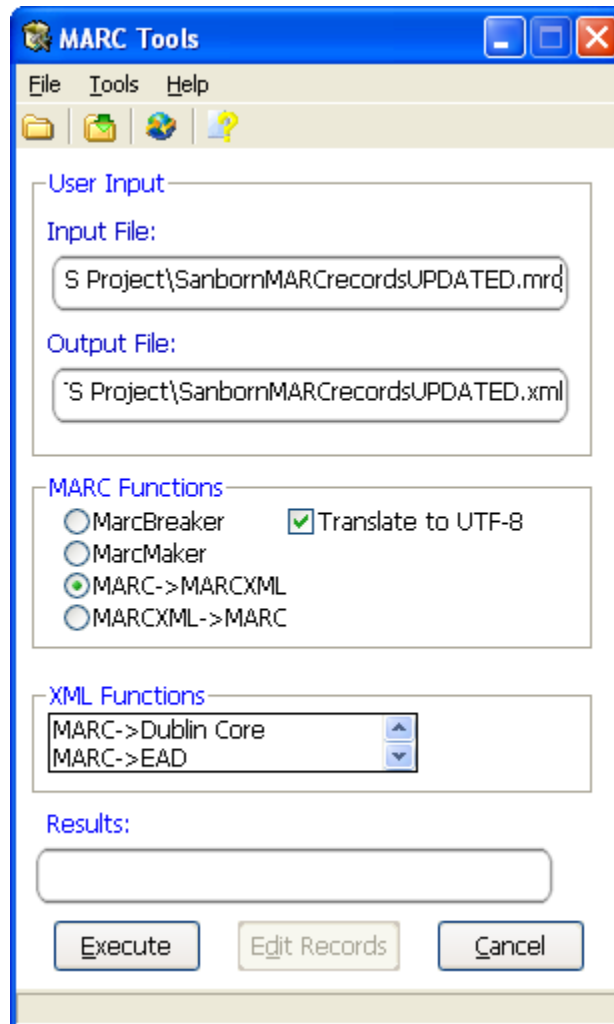 MARC Tools
File Tools Help
User Input
Input File:
S Project\SanbornMARCrecordsUPDATED.mrc
Output File:
S Project\SanbornMARCrecordsUPDATED.xml
MARC Functions
MarcBreaker Translate to UTF-8
MarcMaker
MARC->MARCXML
MARCXML->MARC
XML Functions
MARC->Dublin Core
MARC->EAD
Results:
Execute Edit Records Cancel